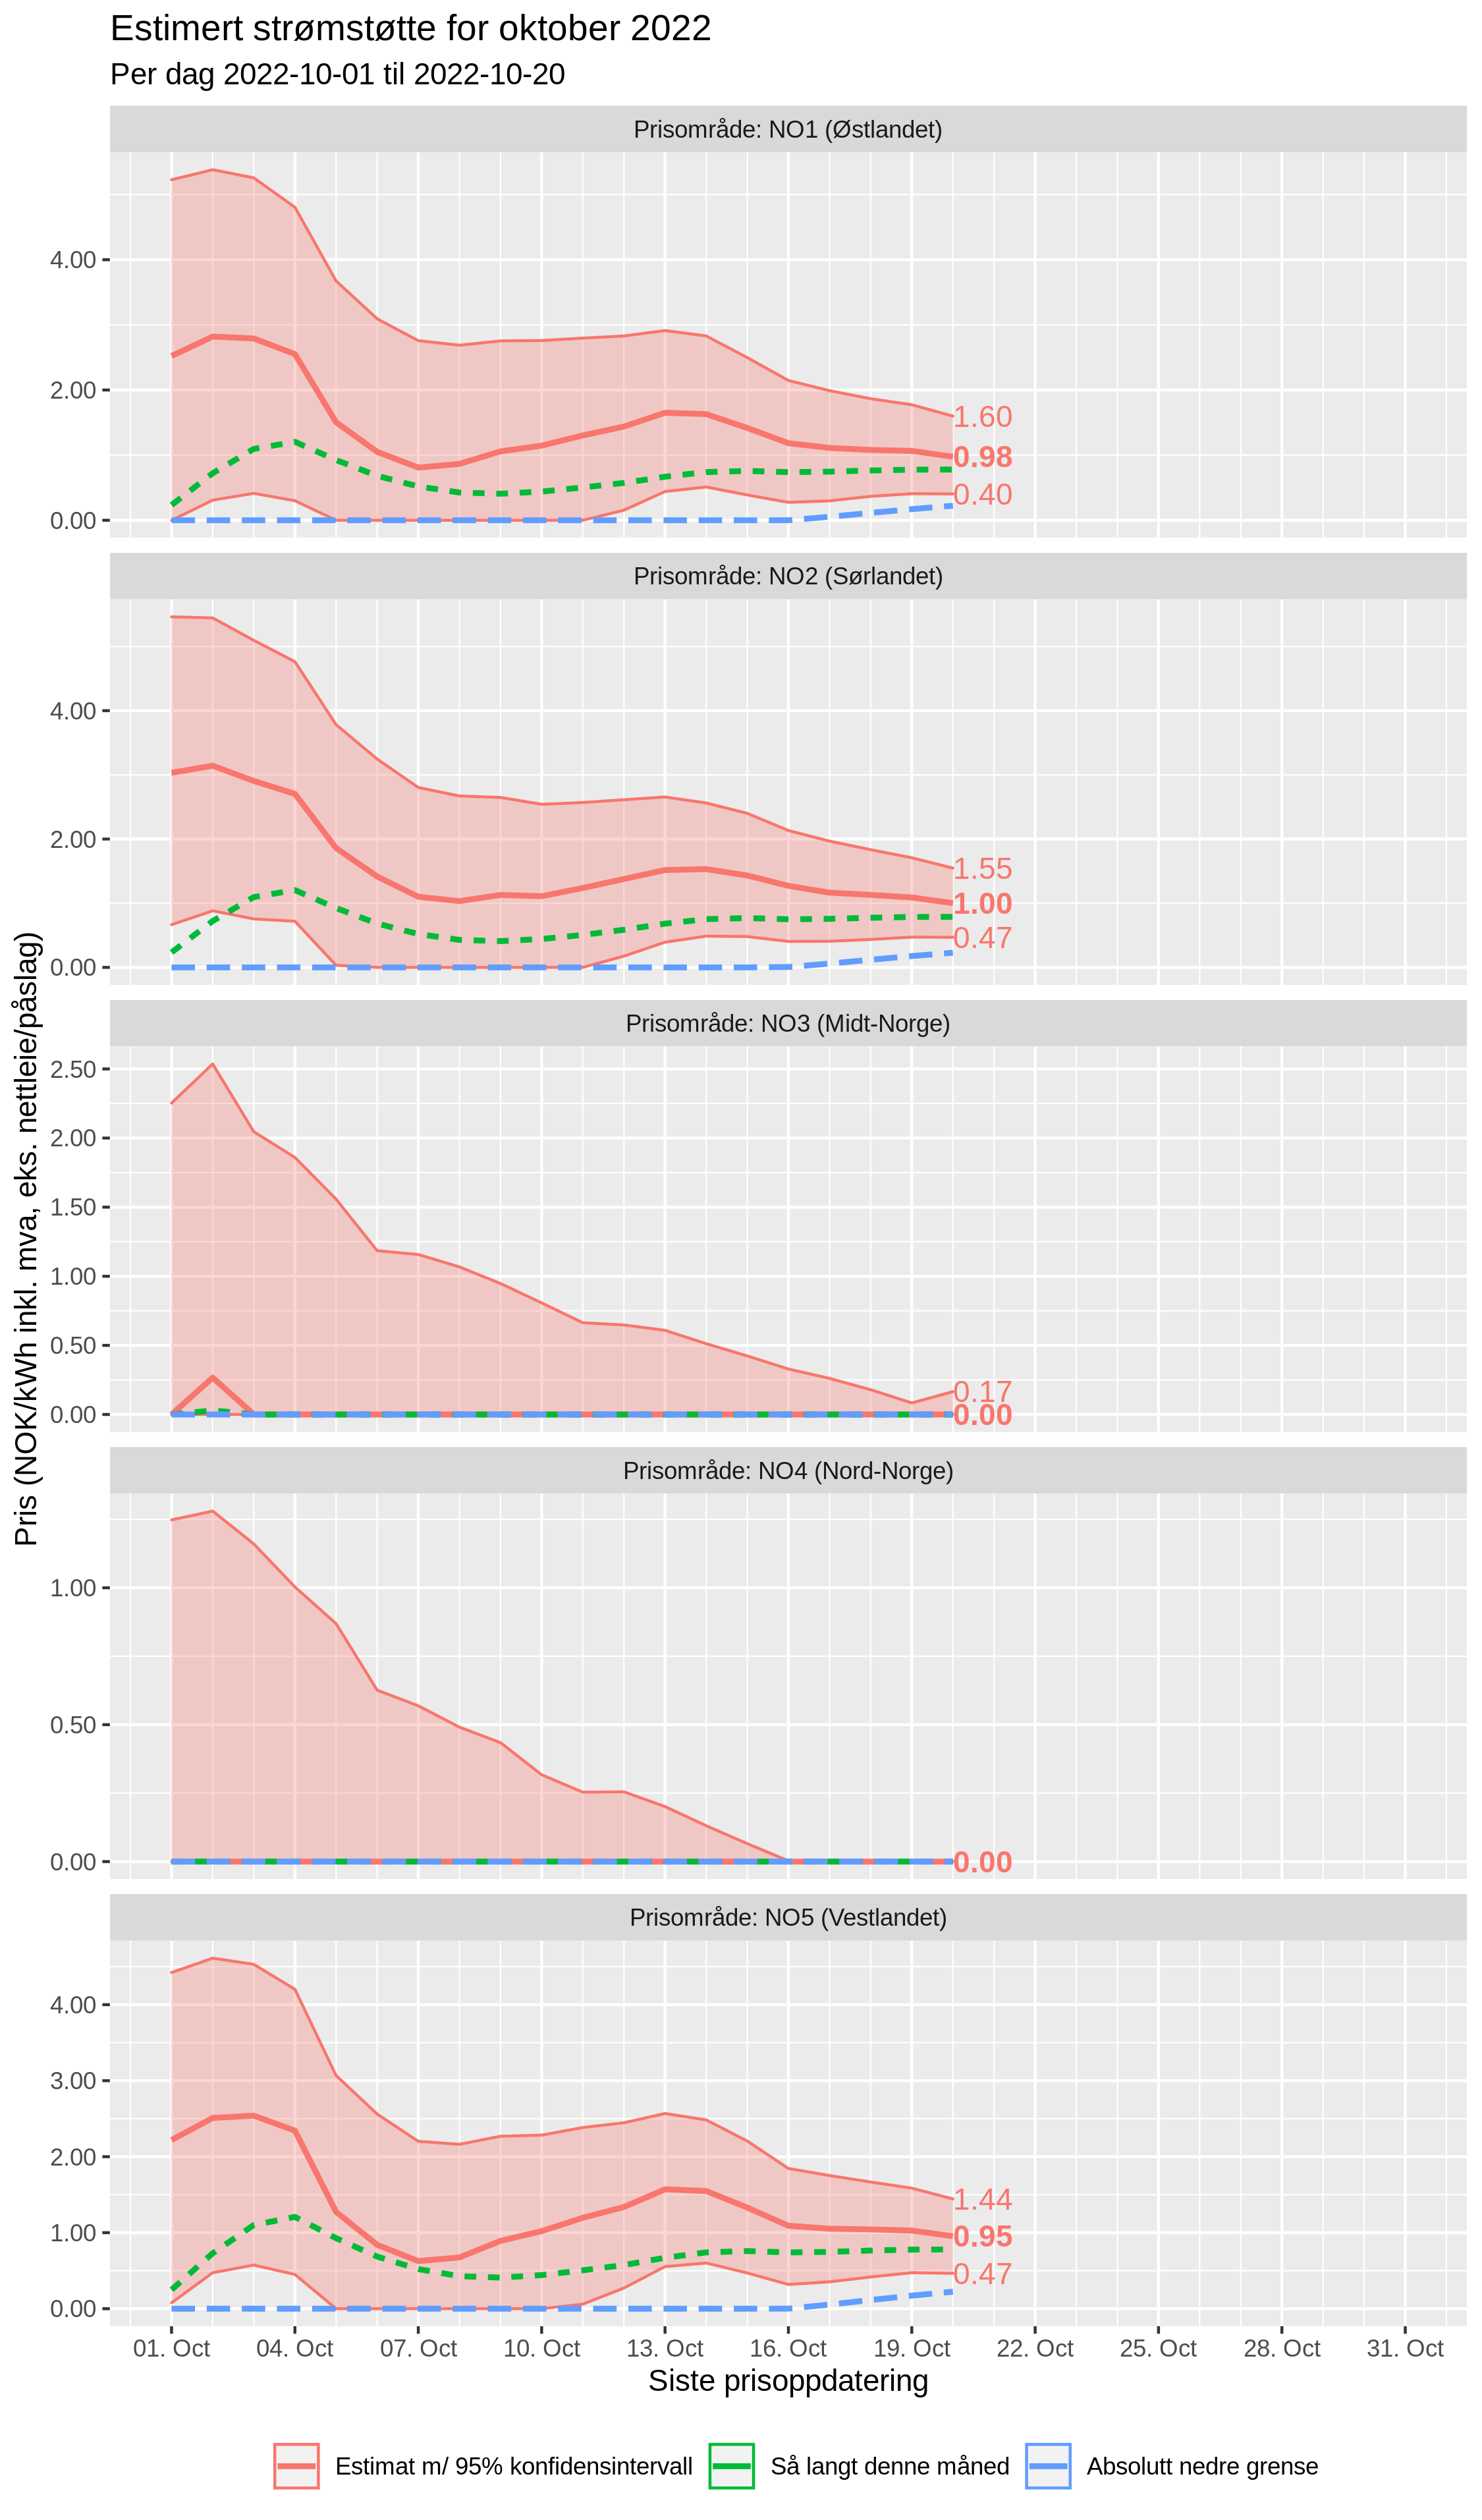 Estimert strømstøtte for oktober 2022
Per dag 2022-10-01 til 2022-10-20
Pris (NOK/kWh inkl. mva, eks. nettleie/påslag)
Prisområde: NO1 (Østlandet)
4.00
2.00
0.00
1.60
0.98
0.40
Prisområde: NO2 (Sørlandet)
4.00
2.00
0.00
1.55
1.00
0.47
Prisområde: NO3 (Midt-Norge)
2.50
2.00
1.50
1.00
0.50
0.00
0.17
0.00
Prisområde: NO4 (Nord-Norge)
1.00
0.50
0.00
0.00
Prisområde: NO5 (Vestlandet)
4.00
3.00
2.00
1.00
0.00
1.44
0.95
0.47
01. Oct 04. Oct 07. Oct 10. Oct 13. Oct 16. Oct 19. Oct 22. Oct 25. Oct 28. Oct 31. Oct
Siste prisoppdatering
Estimat m/ 95% konfidensintervall Så langt denne måned Absolutt nedre grense